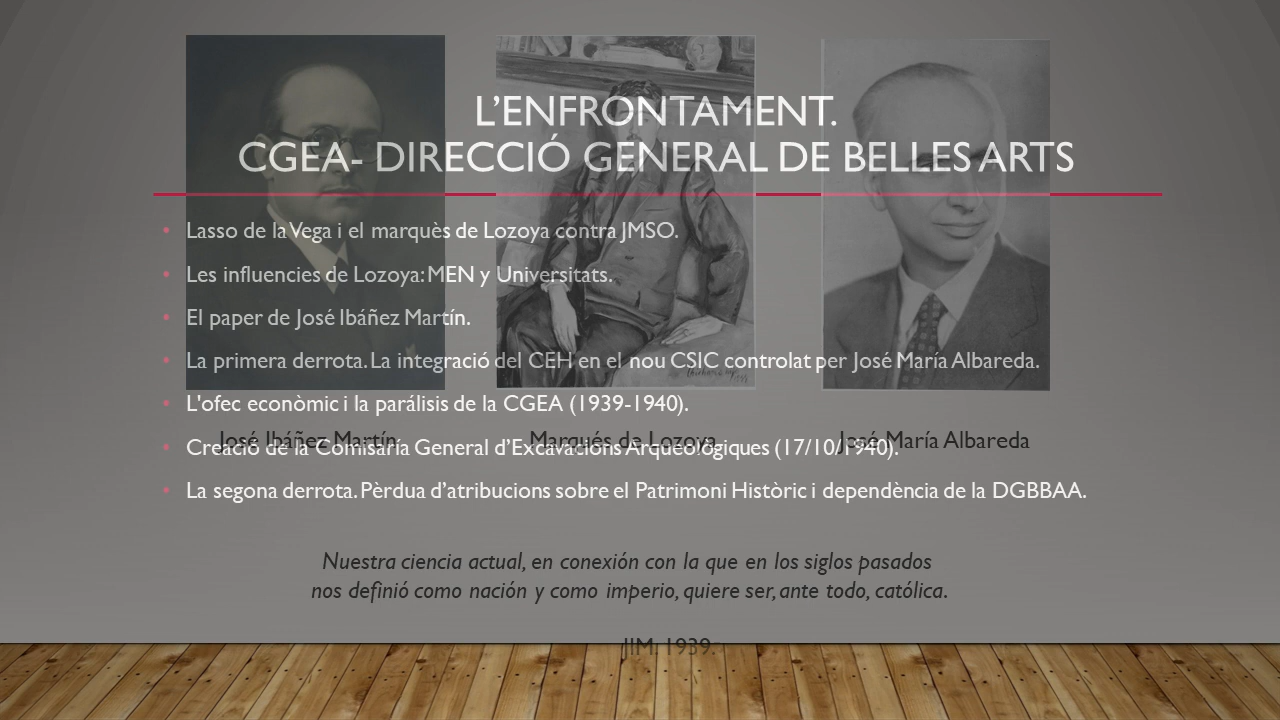 L'ENFRONTAMENT.
CGEA- DIRECCIÓ GENERAL DE BELLES ARTS
• Lasso de la Vega i el marquès de Lozoya contra JMSO.
• Les influencies de Lozoya: MEN y Universitats.
• El paper de José Ibáñez Martín.
• La primera derrota. La integració del CEH en el nou CSIC controlat per José María Albareda.
• L'ofec econòmic i la parálisis de la CGEA (1939-1940).
José Ibáñez Martín
Marqués de Lozoya
José María Albareda
• Creació de la Comisaría General d'Excavacions Arqueològiques (17/10/1940).
• La segona derrota. Pèrdua d'atribucions sobre el Patrimoni Històric i dependència de la DGBBAA.
Nuestra ciencia actual, en conexión con la que en los siglos pasados
nos definió como nación y como imperio, quiere ser, ante todo, católica.
JIM. 1939.